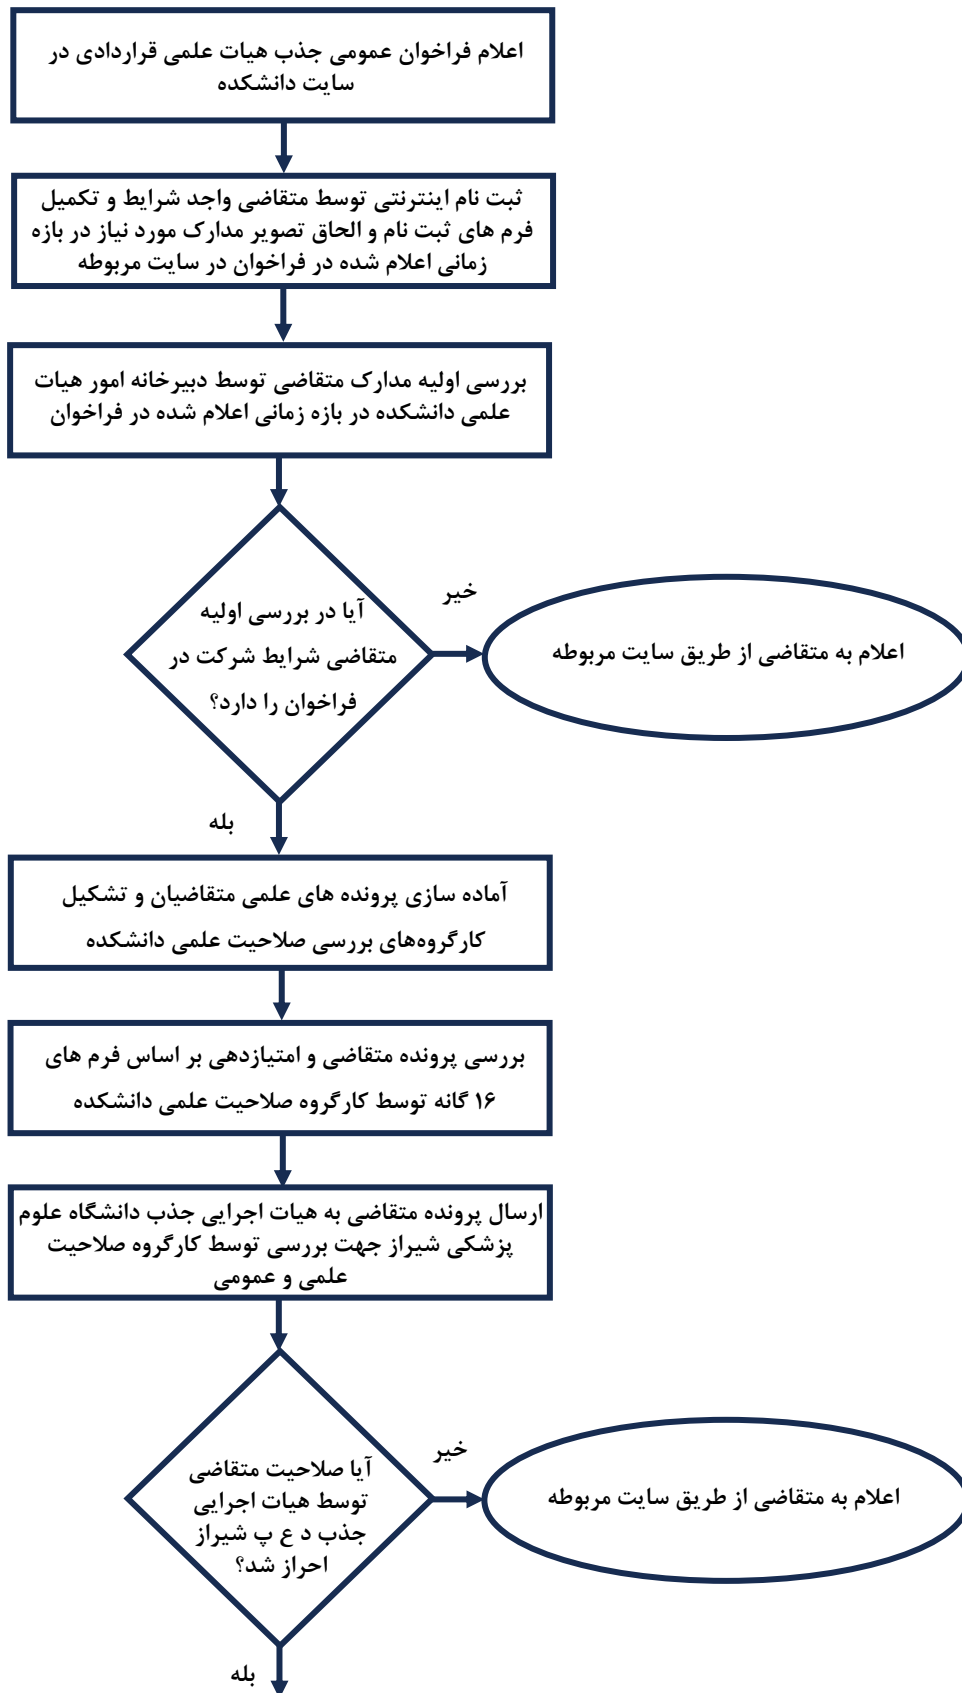 اعلام فراخوان عمومی جذب هیات علمی قراردادی در
سایت دانشکده
ثبت نام اینترنتی توسط متقاضی واجد شرایط و تکمیل
فرم های ثبت نام و الحاق تصویر مدارک مورد نیاز در بازه
زمانی اعلام شده در فراخوان در سایت مربوطه
بررسی اولیه مدارک متقاضی توسط دبیرخانه امور هیات
علمی دانشکده در بازه زمانی اعلام شده در فراخوان
آیا در بررسی اولیه
متقاضی شرایط شرکت در
فراخوان را دارد؟
خیر
اعلام به متقاضی از طریق سایت مربوطه
بله
آماده سازی پرونده های علمی متقاضیان و تشکیل
کارگروه‌های بررسی صلاحیت علمی دانشکده
بررسی پرونده متقاضی و امتیازدهی بر اساس فرم های
۱۶ گانه توسط کارگروه صلاحیت علمی دانشکده
ارسال پرونده متقاضی به هیات اجرایی جذب دانشگاه علوم
پزشکی شیراز جهت بررسی توسط کارگروه صلاحیت
علمی و عمومی
آیا صلاحیت متقاضی
توسط هیات اجرایی
جذب د ع پ شیراز
احراز شد؟
خیر
اعلام به متقاضی از طریق سایت مربوطه
بله